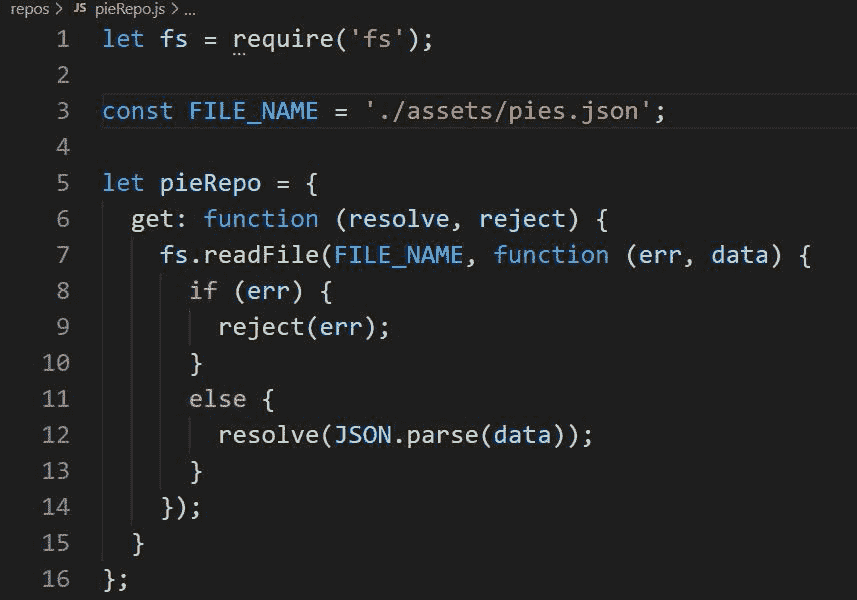 repos > JS pieRepo.js > ...
1 let fs = require('fs');
2
3 const FILE_NAME = './assets/pies.json';
4
5 let pieRepo = {
6   get: function (resolve, reject) {
7     fs.readFile(FILE_NAME, function (err, data) {
8       if (err) {
9         reject(err);
10       }
11       else {
12         resolve(JSON.parse(data));
13       }
14     });
15   }
16 };